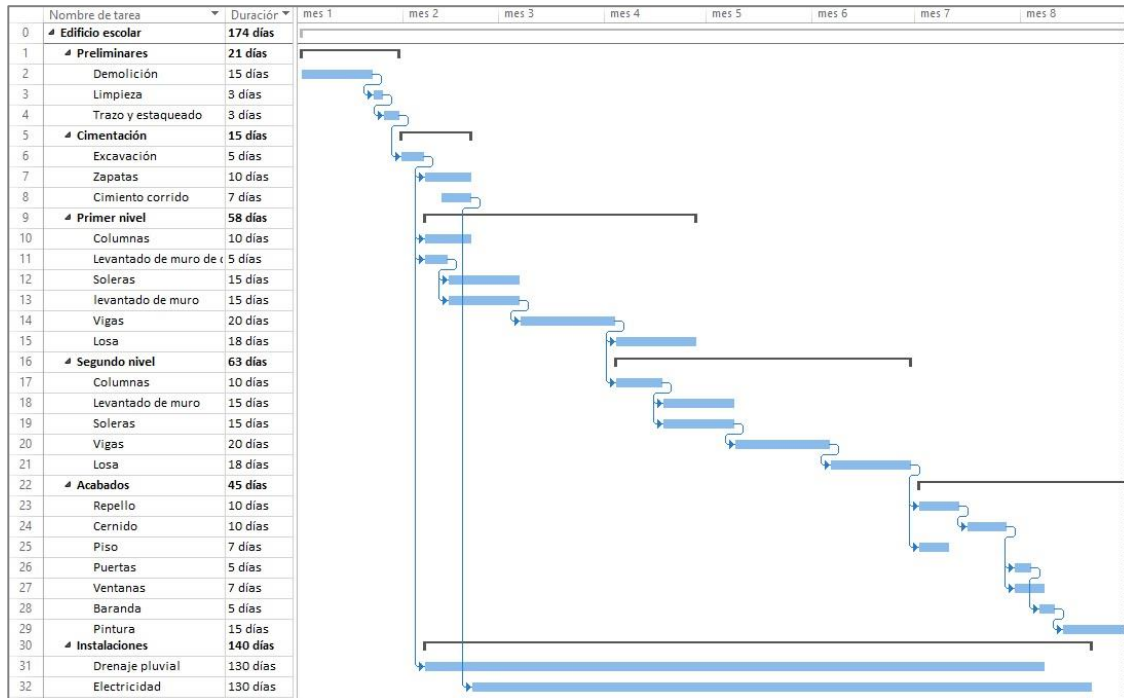 Nombre de tarea Duración mes 1 mes 2 mes 3 mes 4 mes 5 mes 6 mes 7 mes 8
0 Edificio escolar 174 días
1 Preliminares 21 días
2 Demolición 15 días
3 Limpieza 3 días
4 Trazo y estaqueado 3 días
5 Cimentación 15 días
6 Excavación 5 días
7 Zapatas 10 días
8 Cimiento corrido 7 días
9 Primer nivel 58 días
10 Columnas 10 días
11 Levantado de muro de c 5 días
12 Soleras 15 días
13 levantado de muro 15 días
14 Vigas 20 días
15 Losa 18 días
16 Segundo nivel 63 días
17 Columnas 10 días
18 Levantado de muro 15 días
19 Soleras 15 días
20 Vigas 20 días
21 Losa 18 días
22 Acabados 45 días
23 Repello 10 días
24 Cernido 10 días
25 Piso 7 días
26 Puertas 5 días
27 Ventanas 7 días
28 Baranda 5 días
29 Pintura 15 días
30 Instalaciones 140 días
31 Drenaje pluvial 130 días
32 Electricidad 130 días